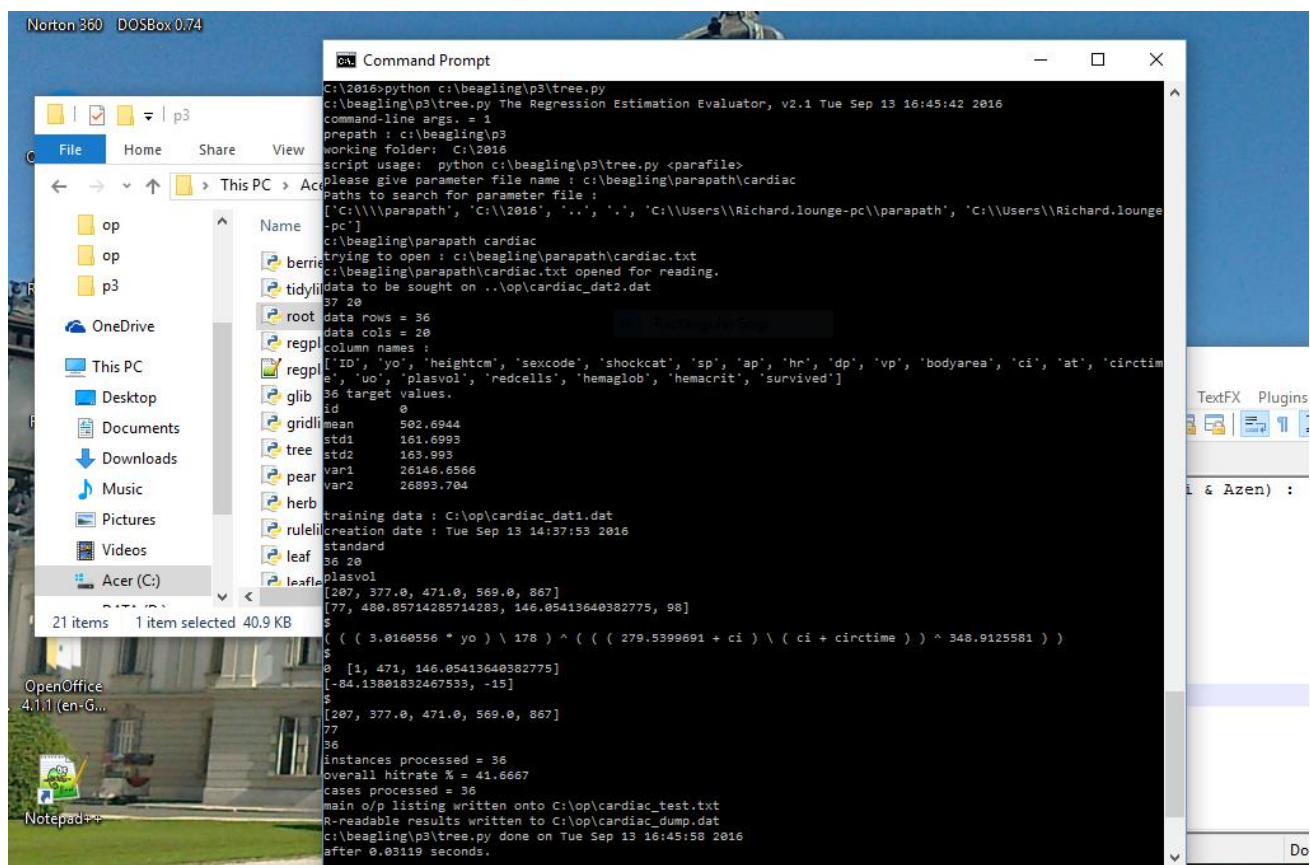 Norton 360 DOSBox 0.74
Command Prompt
p3
File Home Share View
This PC > Ace
op
op
p3
OneDrive
This PC
Desktop
Documents
Downloads
Music
Pictures
Videos
Acer (C:)
Name
berrie
tidylib
root
regpl
regpl
glib
gridli
tree
pear
herb
rulelib
leaf
leafle
21 items 1 item selected 40.9 KB
OpenOffice
4.1.1 (en-G...
Notepad++
C:\2016>python c:\beagling\p3\tree.py
c:\beagling\p3\tree.py The Regression Estimation Evaluator, v2.1 Tue Sep 13 16:45:42 2016
command-line args. = 1
prepath : c:\beagling\p3
working folder: C:\2016
script usage: python c:\beagling\p3\tree.py <parafile>
please give parameter file name : c:\beagling\parapath\cardiac
Paths to search for parameter file :
['C:\\\\parapath', 'C:\\2016', '..', '.', 'C:\\Users\\Richard.lounge-pc\\parapath', 'C:\\Users\\Richard.lounge
-pc']
c:\beagling\parapath cardiac
trying to open : c:\beagling\parapath\cardiac.txt
c:\beagling\parapath\cardiac.txt opened for reading.
data to be sought on ..\op\cardiac_dat2.dat
37 20
data rows = 36
data cols = 20
column names :
['ID', 'yo', 'heightcm', 'sexcode', 'shockcat', 'sp', 'ap', 'hr', 'dp', 'vp', 'bodyarea', 'ci', 'at', 'circtim
e', 'uo', 'plasvol', 'redcells', 'hemaglob', 'hemacrit', 'survived']
36 target values.
id 0
mean 502.6944
std1 161.6993
std2 163.993
var1 26146.6566
var2 26893.704
training data : C:\op\cardiac_dat1.dat
creation date : Tue Sep 13 14:37:53 2016
standard
36 20
plasvol
[207, 377.0, 471.0, 569.0, 867]
[77, 480.85714285714283, 146.05413640382775, 98]
$
( ( ( 3.0160556 * yo ) \ 178 ) ^ ( ( ( 279.5399691 + ci ) \ ( ci + circtime ) ) ^ 348.9125581 ) )
$
0 [1, 471, 146.05413640382775]
[-84.13801832467533, -15]
$
[207, 377.0, 471.0, 569.0, 867]
77
36
instances processed = 36
overall hitrate % = 41.6667
cases processed = 36
main o/p listing written onto C:\op\cardiac_test.txt
R-readable results written to C:\op\cardiac_dump.dat
c:\beagling\p3\tree.py done on Tue Sep 13 16:45:58 2016
after 0.03119 seconds.
TextFX Plugins
i & Azen) :
Do